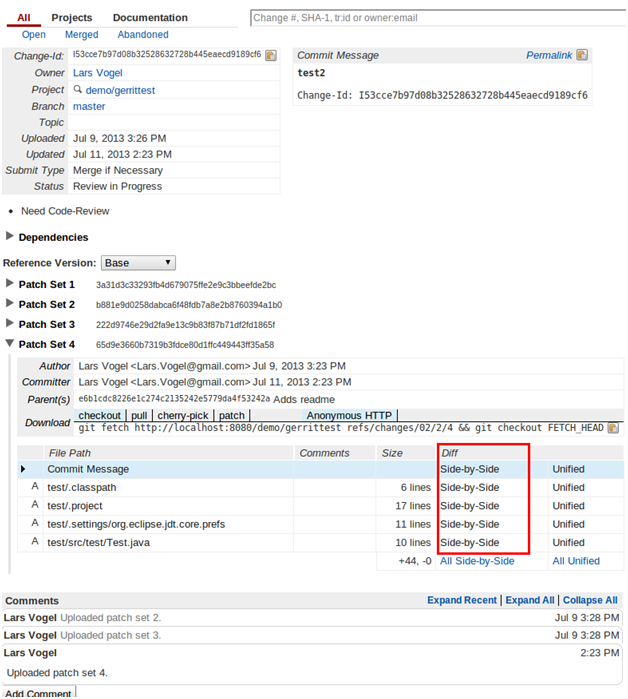 All Projects Documentation
Change #, SHA-1, tr:id or owner:email
Open Merged Abandoned
Change-Id: I53cce7b97d08b32528632728b445eaecd9189cf6
Owner Lars Vogel
Project demo/gerrittest
Branch master
Topic
Uploaded Jul 9, 2013 3:26 PM
Updated Jul 11, 2013 2:23 PM
Submit Type Merge if Necessary
Status Review in Progress
Commit Message Permalink
test2
Change-Id: I53cce7b97d08b32528632728b445eaecd9189cf6
Need Code-Review
Dependencies
Reference Version: Base
Patch Set 1 3a31d3c33293fb4d679075ffe2e9c3bbeefde2bc
Patch Set 2 b881e9d0258dabca6f48fdb7a8e2b8760394a1b0
Patch Set 3 222d9746e29d2fa9e13c9b83f87b71df2fd1865f
Patch Set 4 65d9e3660b7319b3fdce80d1ffc449443ff35a58
Author Lars Vogel <Lars.Vogel@gmail.com> Jul 9, 2013 3:23 PM
Committer Lars Vogel <Lars.Vogel@gmail.com> Jul 11, 2013 2:23 PM
Parent(s) e6b1cdc8226e1c274c2135242e5779da4f53242a Adds readme
Download checkout | pull | cherry-pick | patch | Anonymous HTTP |
git fetch http://localhost:8080/demo/gerrittest refs/changes/02/2/4 && git checkout FETCH_HEAD
File Path Comments Size Diff
Commit Message Side-by-Side Unified
A test/.classpath 6 lines Side-by-Side Unified
A test/.project 17 lines Side-by-Side Unified
A test/.settings/org.eclipse.jdt.core.prefs 11 lines Side-by-Side Unified
A test/src/test/Test.java 10 lines Side-by-Side Unified
+44, -0 All Side-by-Side All Unified
Comments Expand Recent | Expand All | Collapse All
Lars Vogel Uploaded patch set 2. Jul 9 3:28 PM
Lars Vogel Uploaded patch set 3. Jul 9 3:28 PM
Lars Vogel 2:23 PM
Uploaded patch set 4.
Add Comment